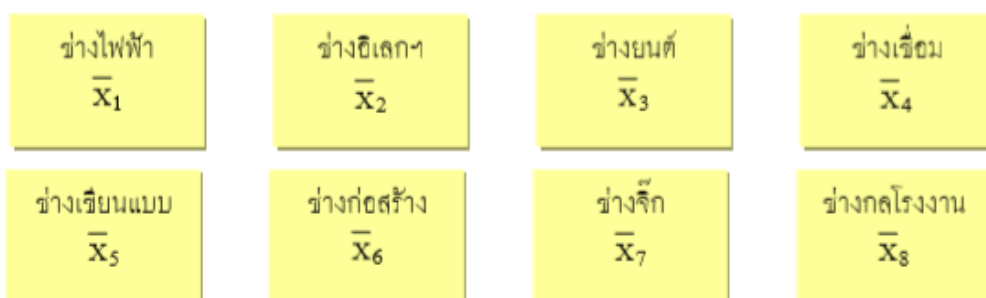 ช่างไฟฟ้า
x̄₁
ช่างอิเลกฯ
x̄₂
ช่างยนต์
x̄₃
ช่างเชื่อม
x̄₄
ช่างเขียนแบบ
x̄₅
ช่างก่อสร้าง
x̄₆
ช่างจิ๊ก
x̄₇
ช่างกลโรงงาน
x̄₈